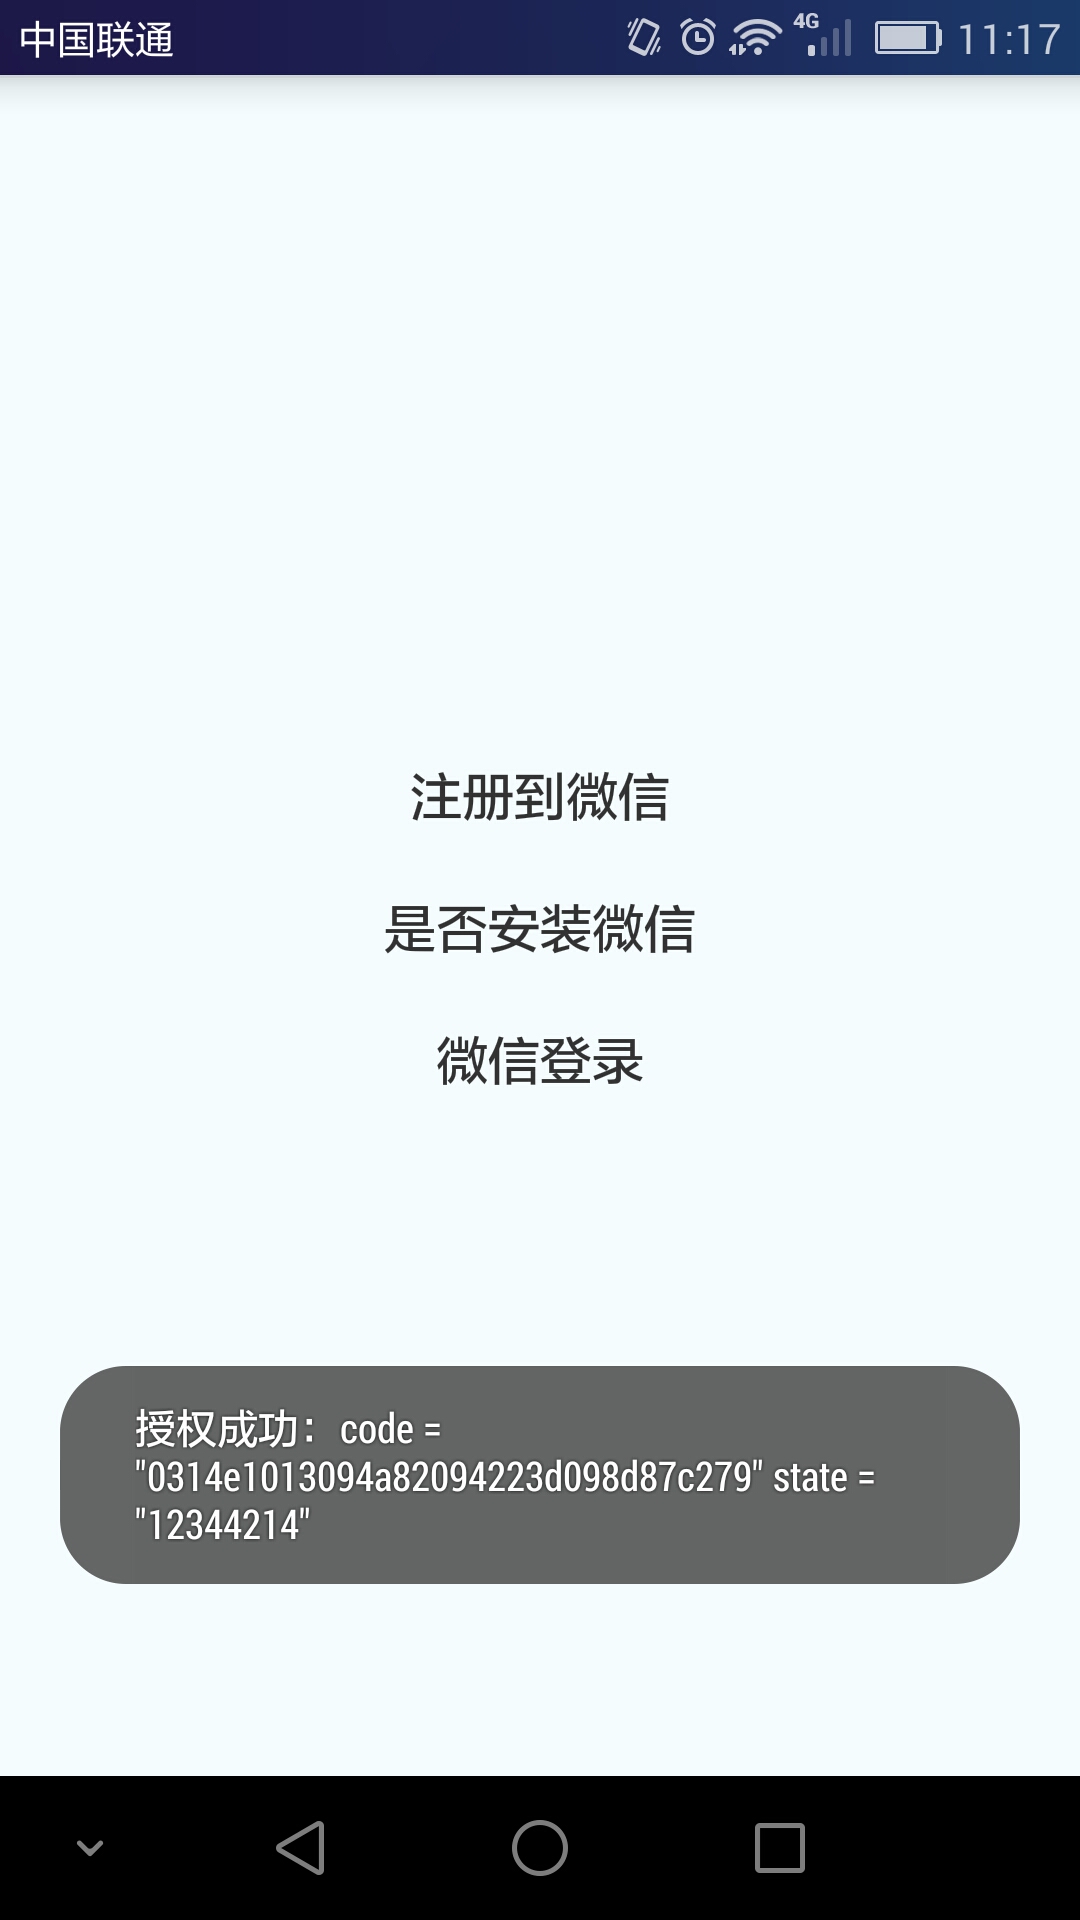 中国联通 4G 11:17
注册到微信
是否安装微信
微信登录
授权成功：code =
"0314e1013094a82094223d098d87c279" state =
"12344214"